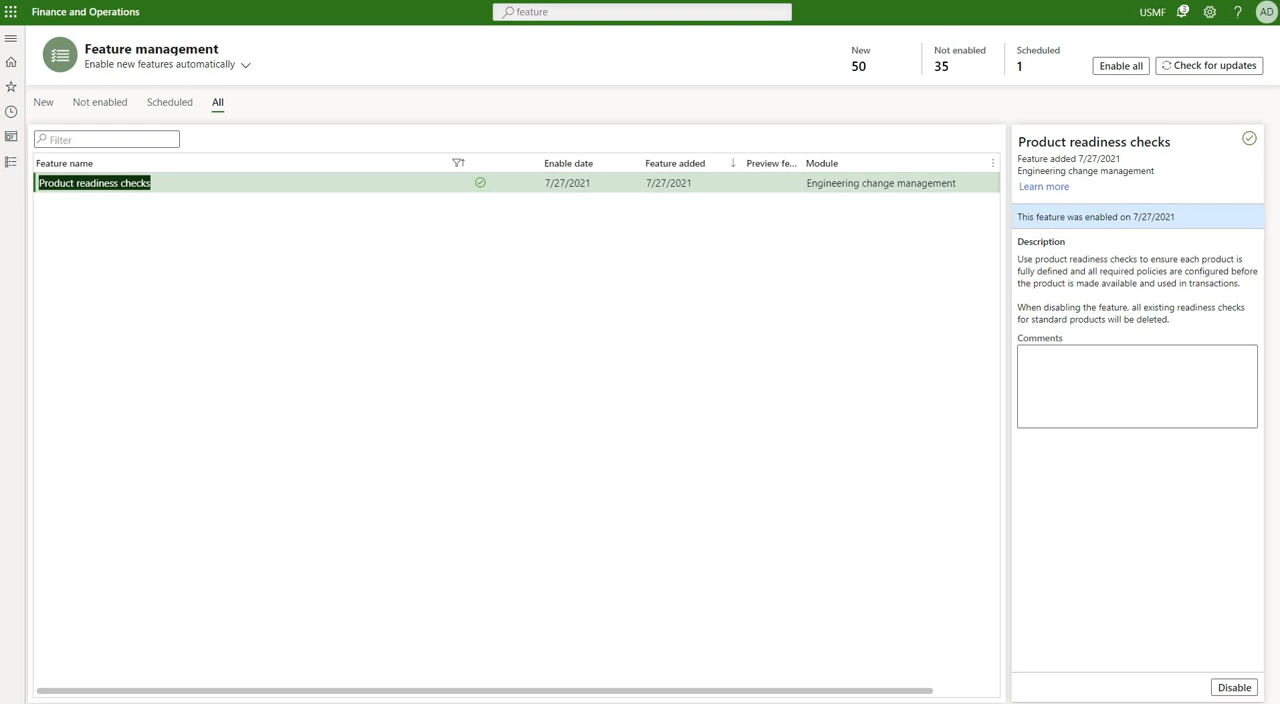 Finance and Operations
feature
USMF
3
AD
Feature management
Enable new features automatically
New
50
Not enabled
35
Scheduled
1
Enable all
Check for updates
New
Not enabled
Scheduled
All
Filter
Feature name
Enable date
Feature added
Preview fe...
Module
Product readiness checks
7/27/2021
7/27/2021
Engineering change management
Product readiness checks
Feature added 7/27/2021
Engineering change management
Learn more
This feature was enabled on 7/27/2021
Description
Use product readiness checks to ensure each product is
fully defined and all required policies are configured before
the product is made available and used in transactions.
When disabling the feature, all existing readiness checks
for standard products will be deleted.
Comments
Disable